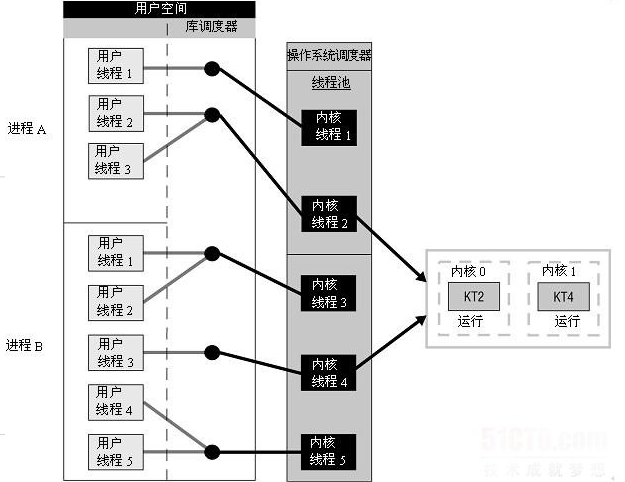 用户空间
库调度器
操作系统调度器
线程池
进程A
用户
线程1
用户
线程2
用户
线程3
内核
线程1
内核
线程2
进程B
用户
线程1
用户
线程2
用户
线程3
用户
线程4
用户
线程5
内核
线程3
内核
线程4
内核
线程5
内核0
KT2
运行
内核1
KT4
运行
51CTO.com
技术成就梦想